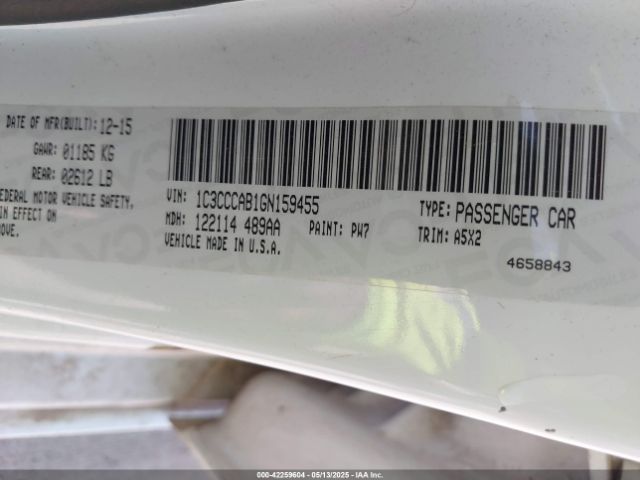 DATE OF MFR(BUILT): 12-15
GAWR: 01185 KG
REAR: 02612 LB
FEDERAL MOTOR VEHICLE SAFETY,
IN EFFECT ON
OVE.
VIN: 1C3CCCAB1GN159455
TYPE: PASSENGER CAR
MDH: 122114 489AA
PAINT: PW7
TRIM: A5X2
VEHICLE MADE IN U.S.A.
4658843
000-42259604 - 05/13/2025 - IAA Inc.